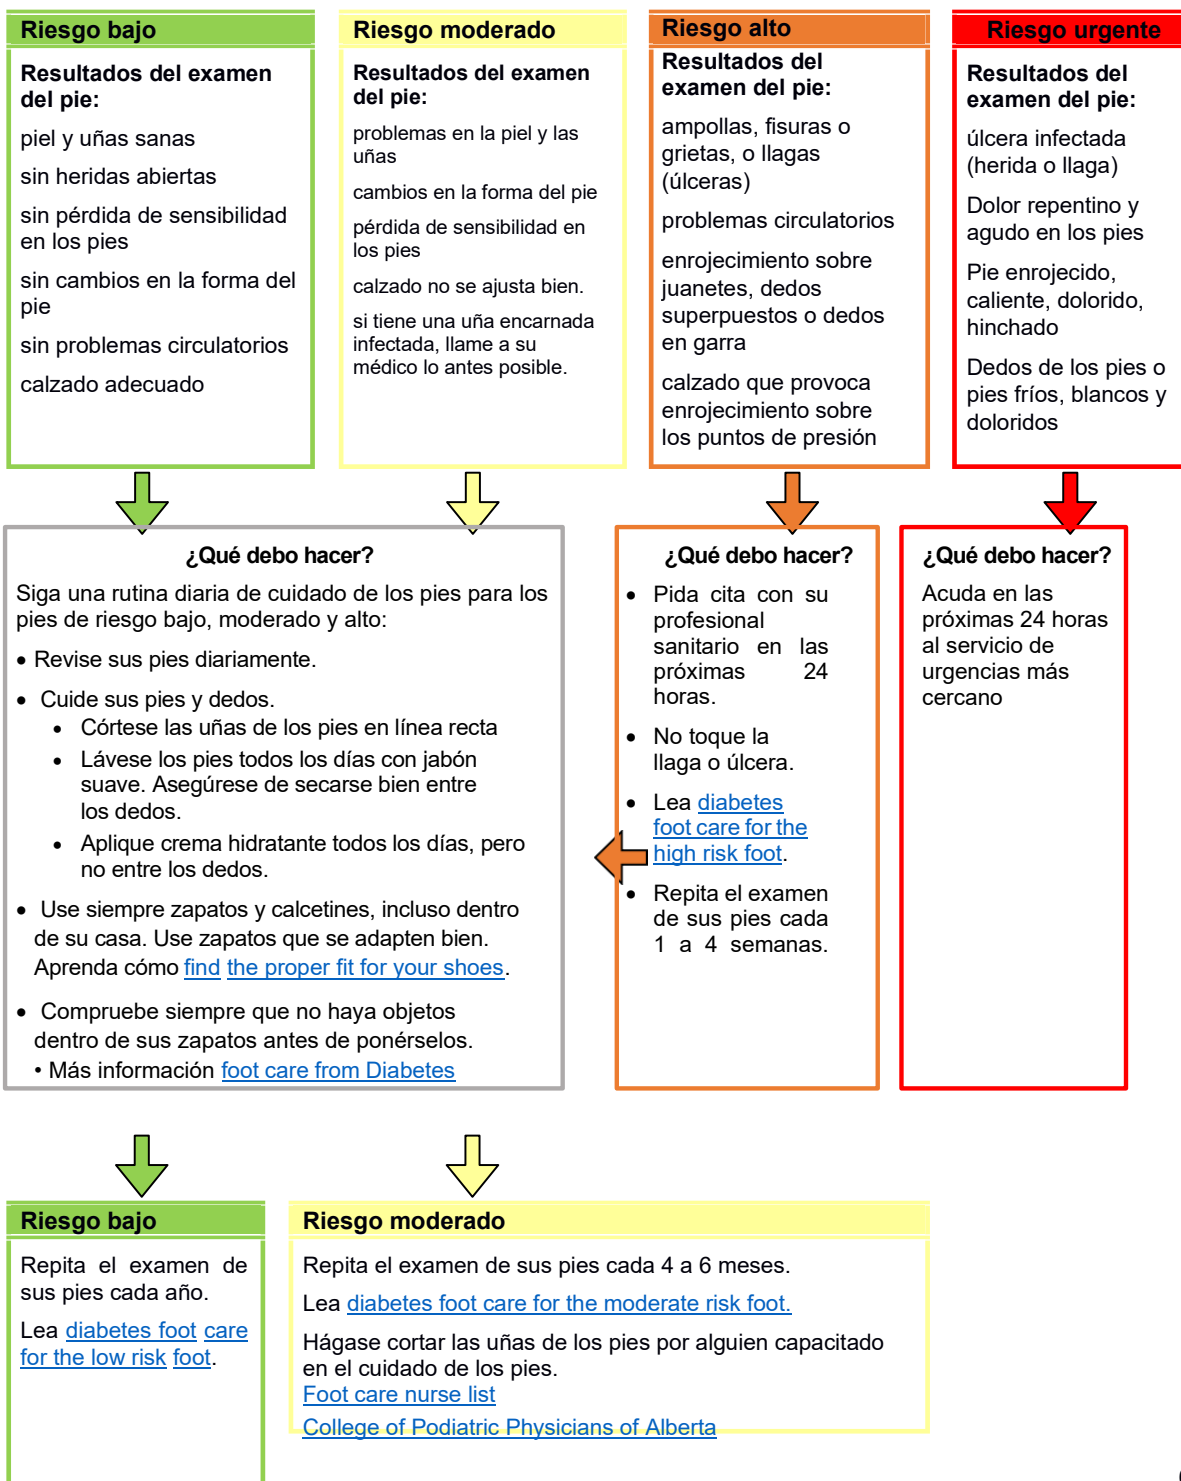 Riesgo bajo
Resultados del examen
del pie:
piel y uñas sanas
sin heridas abiertas
sin pérdida de sensibilidad
en los pies
sin cambios en la forma del
pie
sin problemas circulatorios
calzado adecuado
Riesgo moderado
Resultados del examen
del pie:
problemas en la piel y las
uñas
cambios en la forma del pie
pérdida de sensibilidad en
los pies
calzado no se ajusta bien.
si tiene una uña encarnada
infectada, llame a su
médico lo antes posible.
Riesgo alto
Resultados del
examen del pie:
ampollas, fisuras o
grietas, o llagas
(úlceras)
problemas circulatorios
enrojecimiento sobre
juanetes, dedos
superpuestos o dedos
en garra
calzado que provoca
enrojecimiento sobre
los puntos de presión
Riesgo urgente
Resultados del
examen del pie:
úlcera infectada
(herida o llaga)
Dolor repentino y
agudo en los pies
Pie enrojecido,
caliente, dolorido,
hinchado
Dedos de los pies o
pies fríos, blancos y
doloridos
¿Qué debo hacer?
Siga una rutina diaria de cuidado de los pies para los
pies de riesgo bajo, moderado y alto:
• Revise sus pies diariamente.
• Cuide sus pies y dedos.
• Córtese las uñas de los pies en línea recta
• Lávese los pies todos los días con jabón
suave. Asegúrese de secarse bien entre
los dedos.
• Aplique crema hidratante todos los días, pero
no entre los dedos.
• Use siempre zapatos y calcetines, incluso dentro
de su casa. Use zapatos que se adapten bien.
Aprenda cómo find the proper fit for your shoes.
• Compruebe siempre que no haya objetos
dentro de sus zapatos antes de ponérselos.
• Más información foot care from Diabetes
¿Qué debo hacer?
• Pida cita con su
profesional
sanitario en las
próximas 24
horas.
• No toque la
llaga o úlcera.
• Lea diabetes
foot care for the
high risk foot.
• Repita el examen
de sus pies cada
1 a 4 semanas.
¿Qué debo hacer?
Acuda en las
próximas 24 horas
al servicio de
urgencias más
cercano
Riesgo bajo
Repita el examen de
sus pies cada año.
Lea diabetes foot care
for the low risk foot.
Riesgo moderado
Repita el examen de sus pies cada 4 a 6 meses.
Lea diabetes foot care for the moderate risk foot.
Hágase cortar las uñas de los pies por alguien capacitado
en el cuidado de los pies.
Foot care nurse list
College of Podiatric Physicians of Alberta